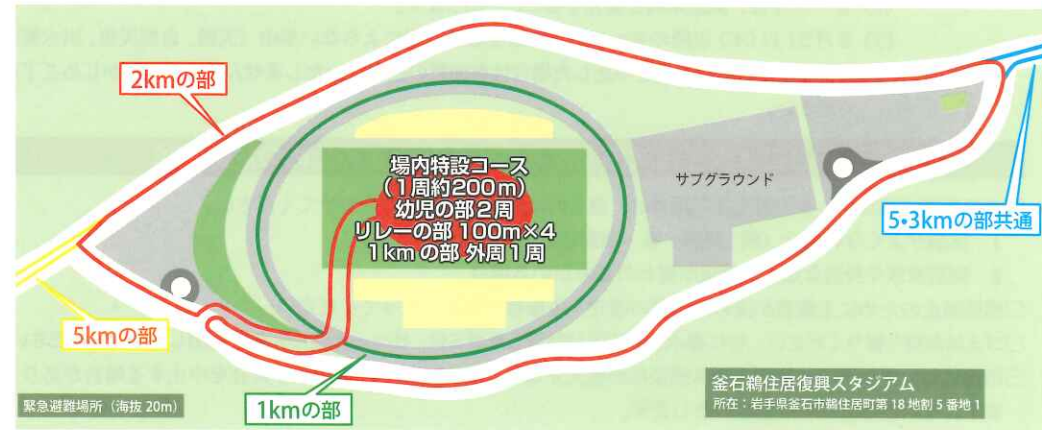 2kmの部
場内特設コース
(1周約200m)
幼児の部2周
リレーの部 100m×4
1kmの部 外周1周
サブグラウンド
5・3kmの部共通
5kmの部
1kmの部
緊急避難場所(海抜 20m)
釜石鵜住居復興スタジアム
所在:岩手県釜石市鵜住居町第18地割5番地1